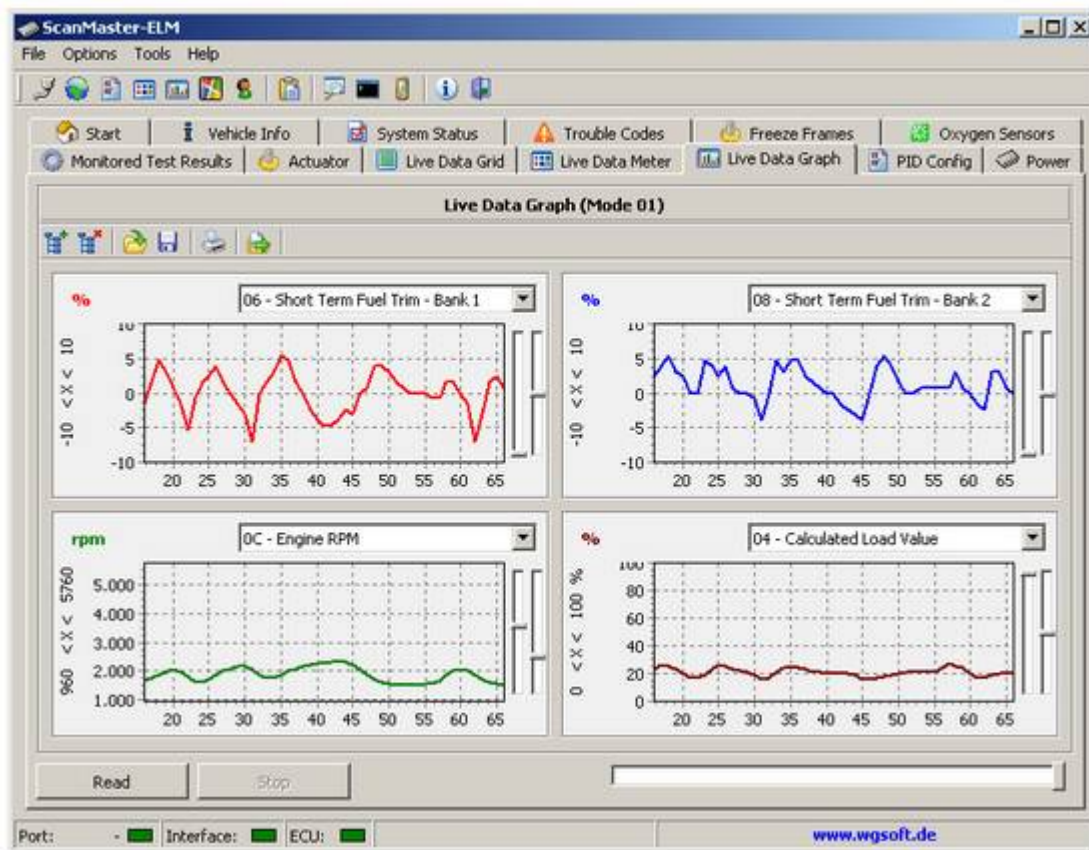 ScanMaster-ELM
File Options Tools Help
Start Vehicle Info System Status Trouble Codes Freeze Frames Oxygen Sensors
Monitored Test Results Actuator Live Data Grid Live Data Meter Live Data Graph PID Config Power
Live Data Graph (Mode 01)
% 06 - Short Term Fuel Trim - Bank 1
-10 < X < 10
10
5
0
-5
-10
20 25 30 35 40 45 50 55 60 65
% 08 - Short Term Fuel Trim - Bank 2
-10 < X < 10
10
5
0
-5
-10
20 25 30 35 40 45 50 55 60 65
rpm 0C - Engine RPM
960 < X < 5760
5.000
4.000
3.000
2.000
1.000
20 25 30 35 40 45 50 55 60 65
% 04 - Calculated Load Value
0 < X < 100 %
100
80
60
40
20
0
20 25 30 35 40 45 50 55 60 65
Read Stop
Port: - Interface: ECU: www.wgsoft.de